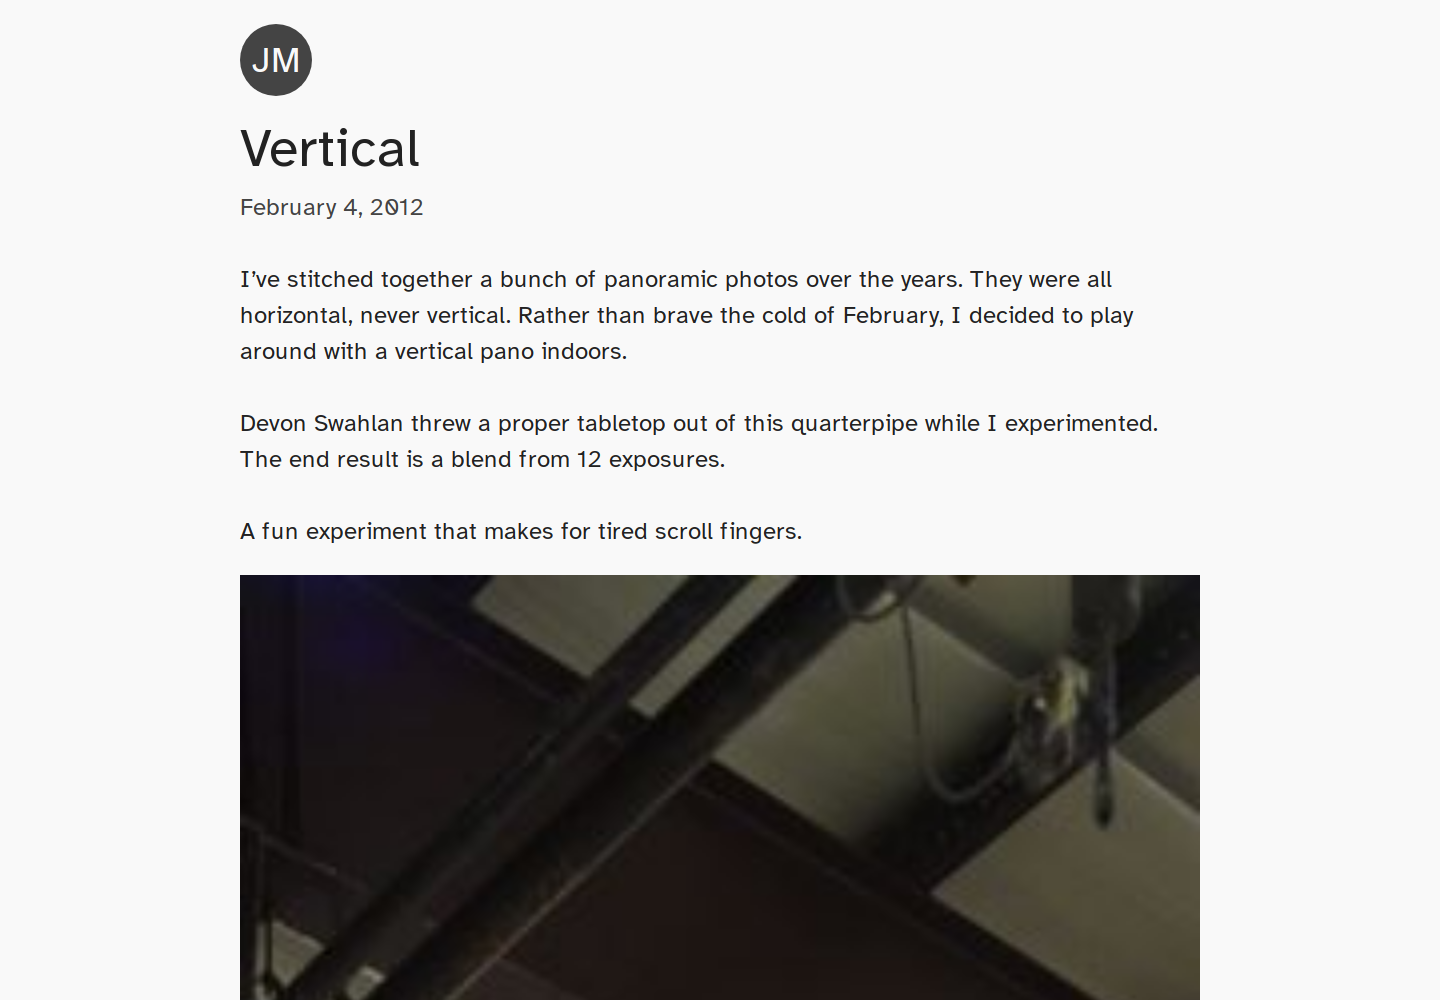 JM
Vertical
February 4, 2012
I’ve stitched together a bunch of panoramic photos over the years. They were all
horizontal, never vertical. Rather than brave the cold of February, I decided to play
around with a vertical pano indoors.
Devon Swahlan threw a proper tabletop out of this quarterpipe while I experimented.
The end result is a blend from 12 exposures.
A fun experiment that makes for tired scroll fingers.